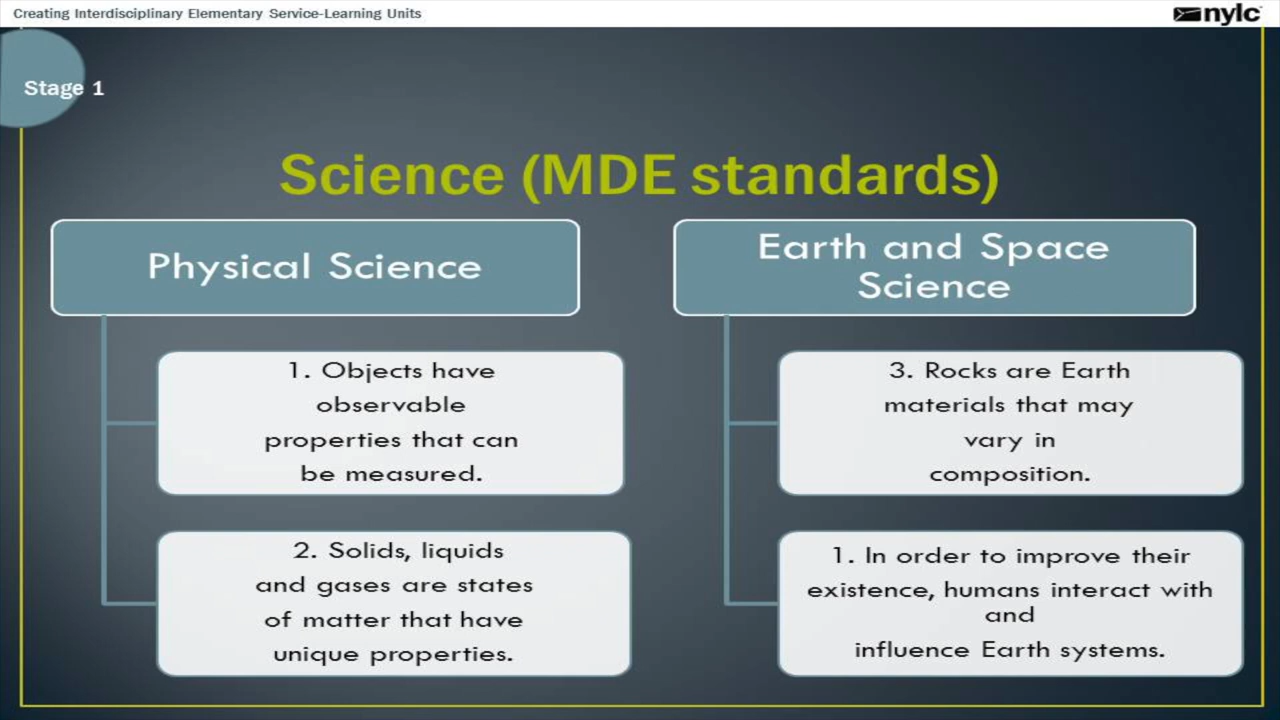 Creating Interdisciplinary Elementary Service-Learning Units
nylc
Stage 1
Science (MDE standards)
Physical Science
1. Objects have
observable
properties that can
be measured.
2. Solids, liquids
and gases are states
of matter that have
unique properties.
Earth and Space
Science
3. Rocks are Earth
materials that may
vary in
composition.
1. In order to improve their
existence, humans interact with
and
influence Earth systems.